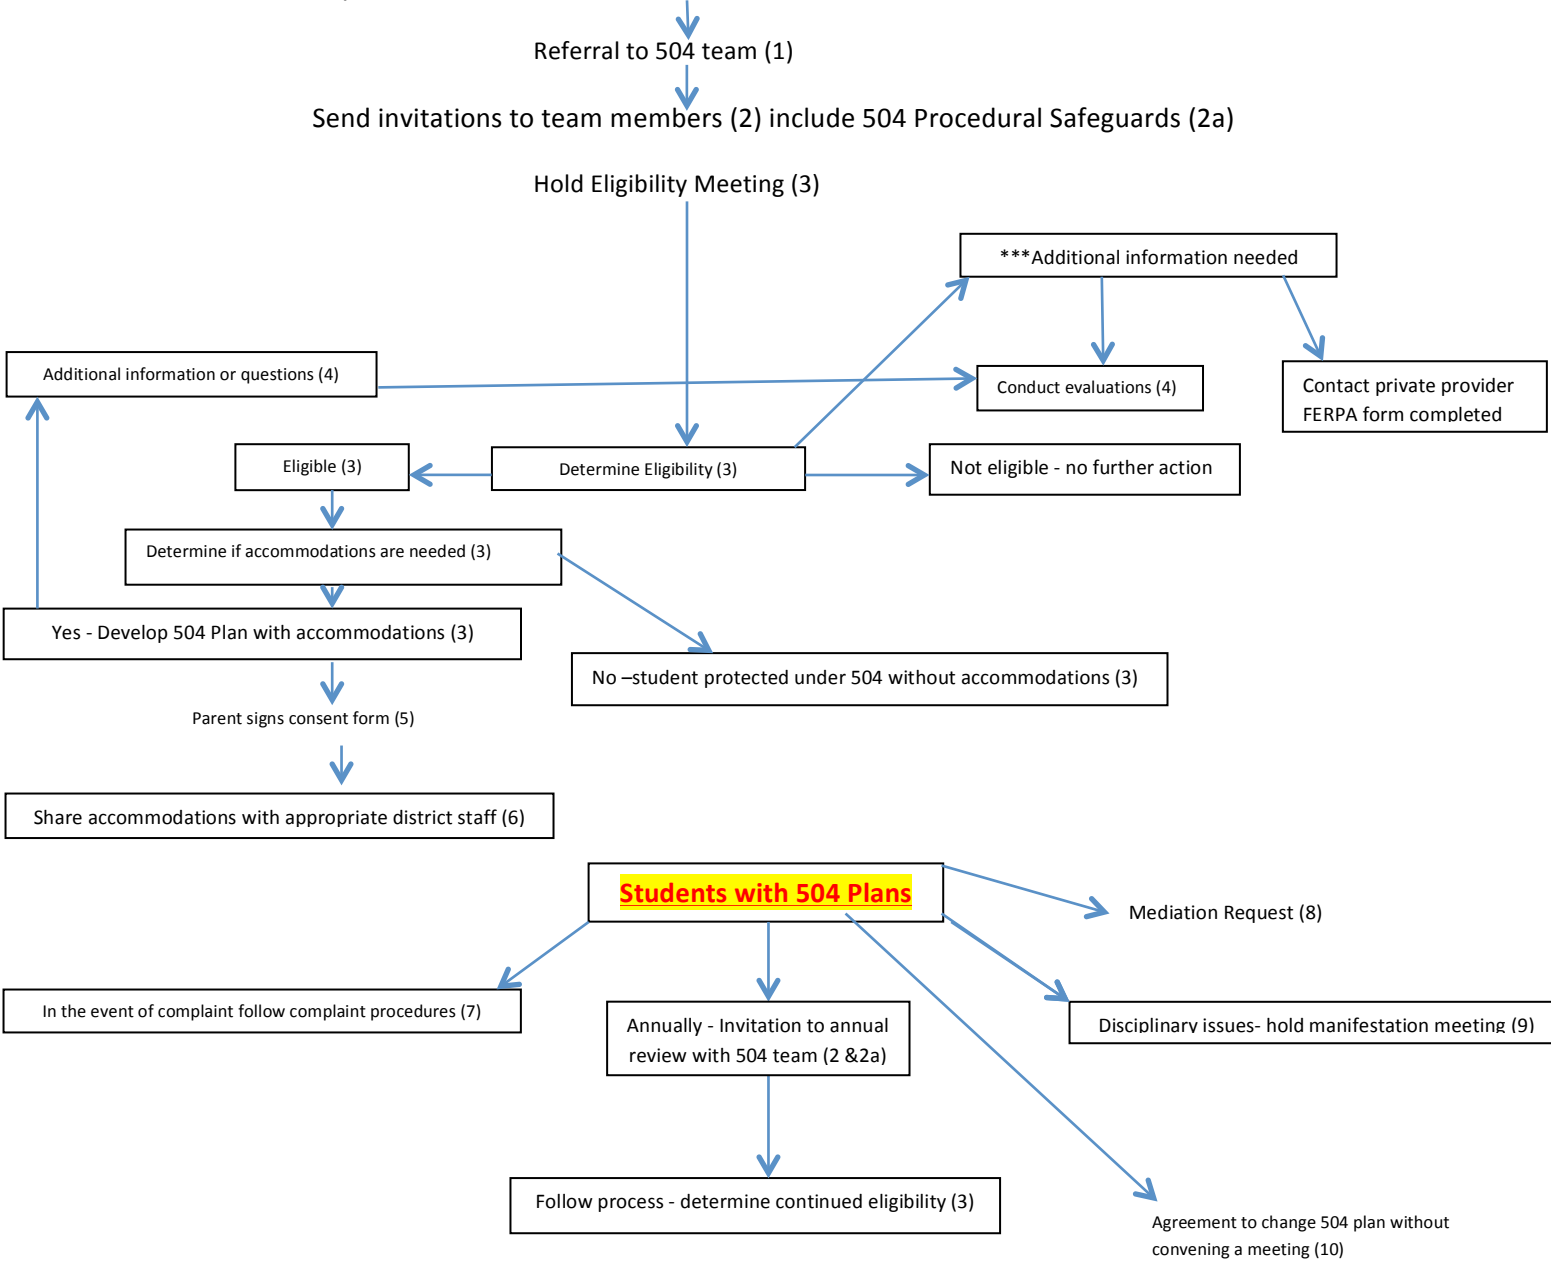 Referral to 504 team (1)
Send invitations to team members (2) include 504 Procedural Safeguards (2a)
Hold Eligibility Meeting (3)
***Additional information needed
Additional information or questions (4)
Conduct evaluations (4)
Contact private provider
FERPA form completed
Eligible (3)
Determine Eligibility (3)
Not eligible - no further action
Determine if accommodations are needed (3)
Yes - Develop 504 Plan with accommodations (3)
No –student protected under 504 without accommodations (3)
Parent signs consent form (5)
Share accommodations with appropriate district staff (6)
Students with 504 Plans
Mediation Request (8)
In the event of complaint follow complaint procedures (7)
Annually - Invitation to annual
review with 504 team (2 &2a)
Disciplinary issues- hold manifestation meeting (9)
Follow process - determine continued eligibility (3)
Agreement to change 504 plan without
convening a meeting (10)